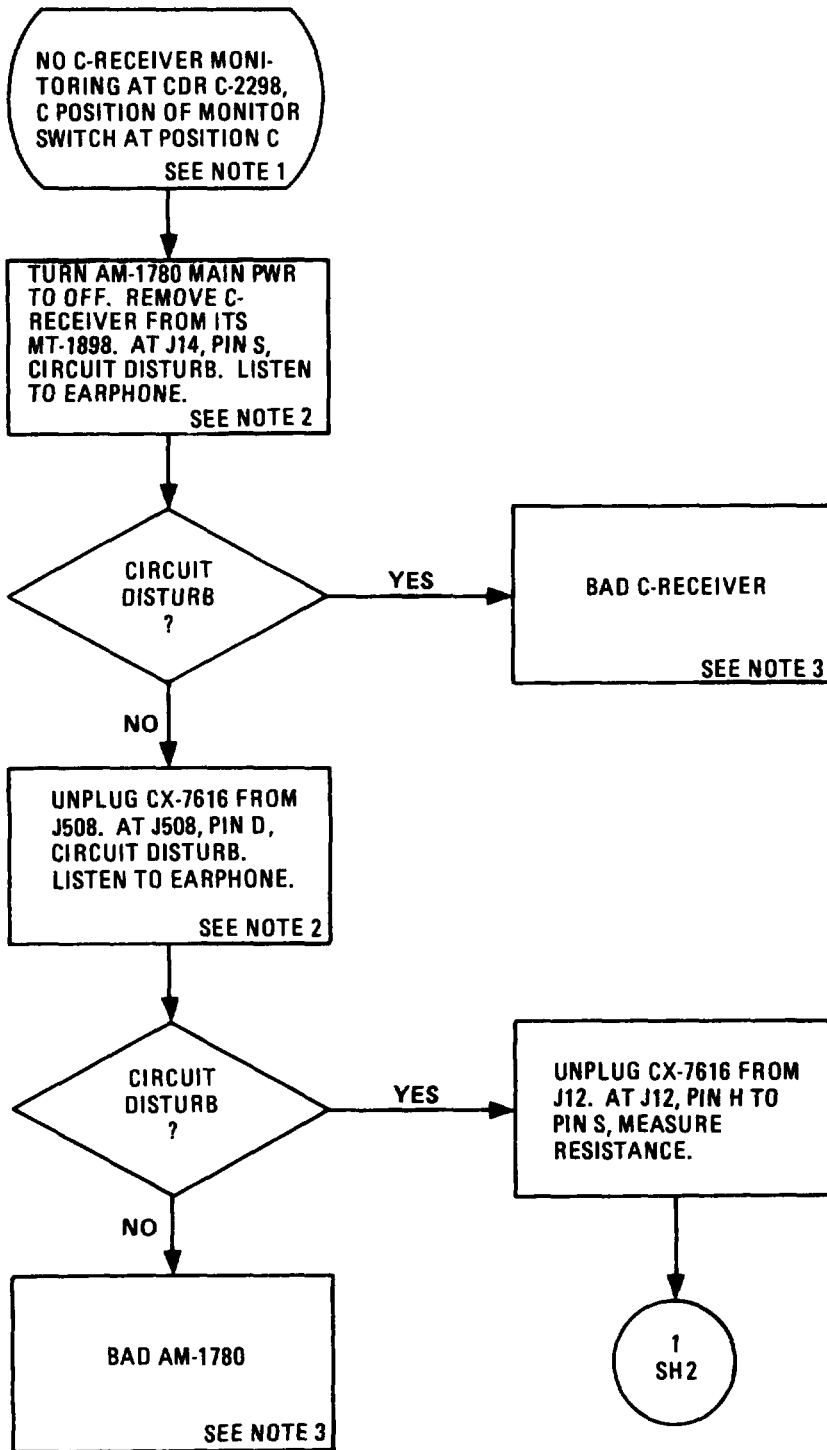 NO C-RECEIVER MONI-
TORING AT CDR C-2298,
C POSITION OF MONITOR
SWITCH AT POSITION C
SEE NOTE 1
TURN AM-1780 MAIN PWR
TO OFF. REMOVE C-
RECEIVER FROM ITS
MT-1898. AT J14, PIN S,
CIRCUIT DISTURB. LISTEN
TO EARPHONE.
SEE NOTE 2
CIRCUIT
DISTURB
?
YES
BAD C-RECEIVER
SEE NOTE 3
NO
UNPLUG CX-7616 FROM
J508. AT J508, PIN D,
CIRCUIT DISTURB.
LISTEN TO EARPHONE.
SEE NOTE 2
CIRCUIT
DISTURB
?
YES
UNPLUG CX-7616 FROM
J12. AT J12, PIN H TO
PIN S, MEASURE
RESISTANCE.
NO
BAD AM-1780
SEE NOTE 3
1
SH2